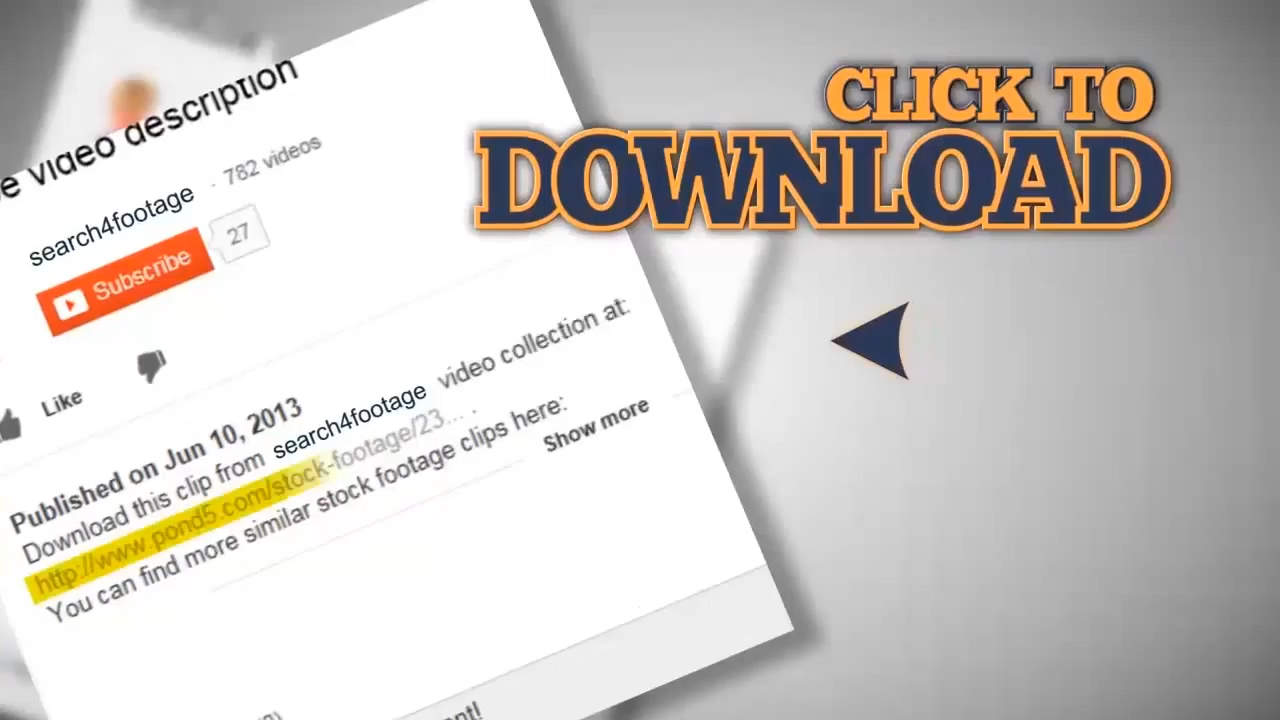 CLICK TO
DOWNLOAD
e video description
search4footage · 782 videos
Subscribe 27
Like
Published on Jun 10, 2013
Download this clip from search4footage video collection at:
http://www.pond5.com/stock-footage/23... .
You can find more similar stock footage clips here:
Show more